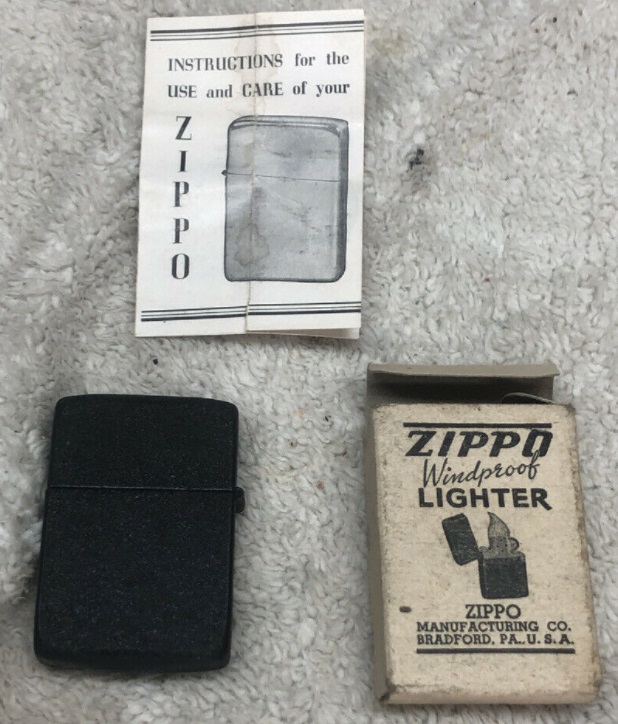 INSTRUCTIONS for the
USE and CARE of your
ZIPPO
ZIPPO
Windproof
LIGHTER
ZIPPO
MANUFACTURING CO.
BRADFORD, PA., U. S. A.